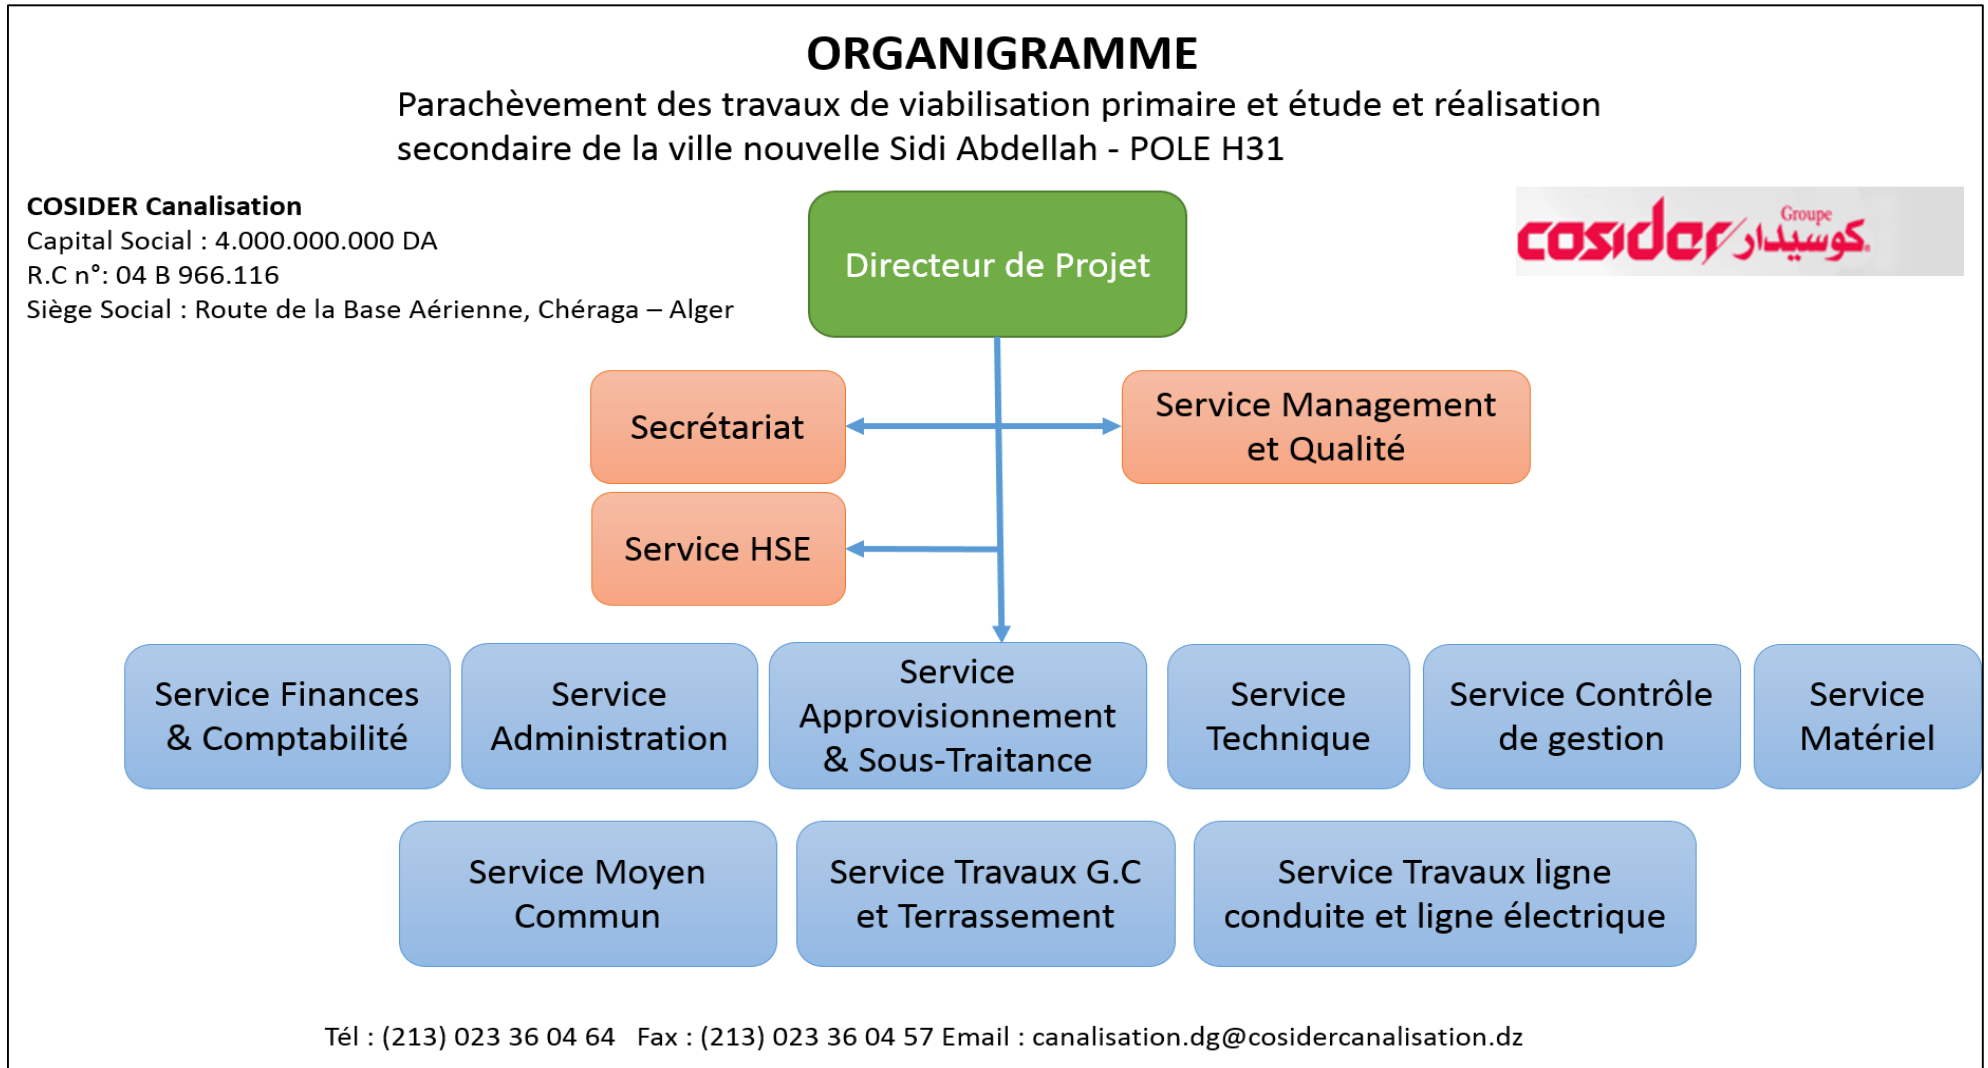 ORGANIGRAMME
Parachèvement des travaux de viabilisation primaire et étude et réalisation
secondaire de la ville nouvelle Sidi Abdellah - POLE H31
COSIDER Canalisation
Capital Social : 4.000.000.000 DA
R.C n°: 04 B 966.116
Siège Social : Route de la Base Aérienne, Chéraga – Alger
cosider
Groupe
كوسيدار
Directeur de Projet
Secrétariat
Service Management
et Qualité
Service HSE
Service Finances
& Comptabilité
Service
Administration
Service
Approvisionnement
& Sous-Traitance
Service
Technique
Service Contrôle
de gestion
Service
Matériel
Service Moyen
Commun
Service Travaux G.C
et Terrassement
Service Travaux ligne
conduite et ligne électrique
Tél : (213) 023 36 04 64 Fax : (213) 023 36 04 57 Email : canalisation.dg@cosidercanalisation.dz